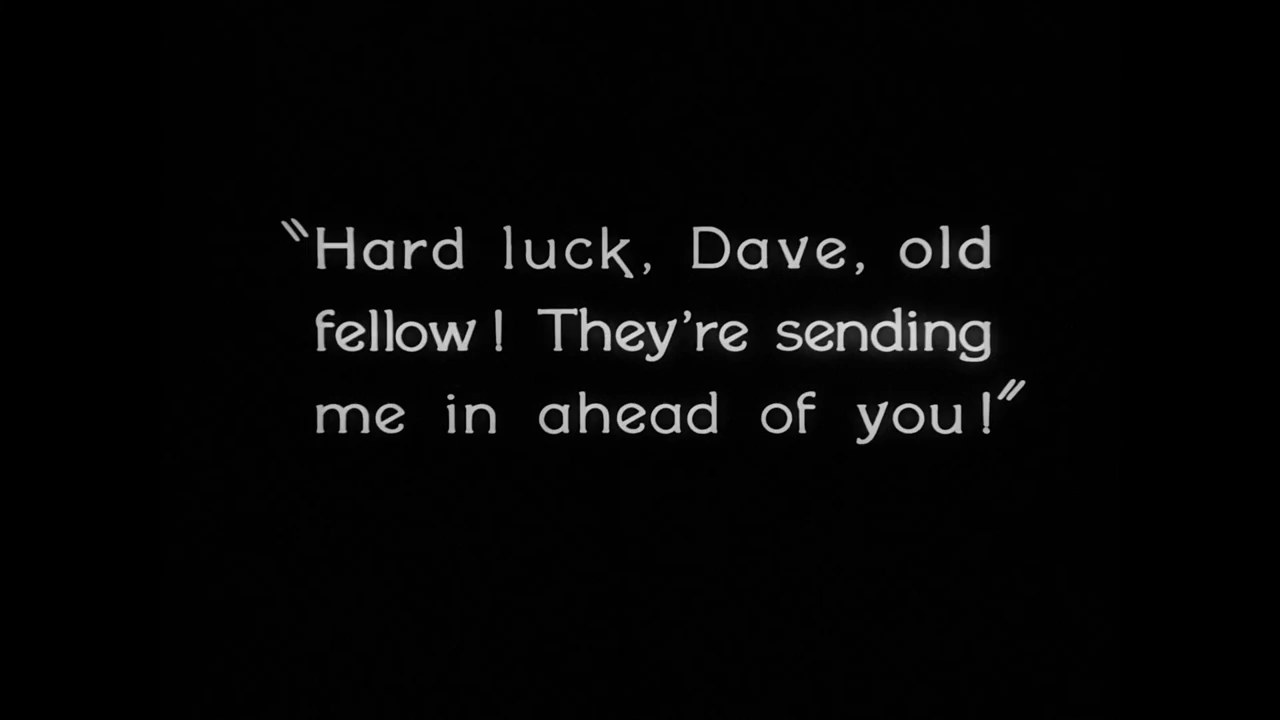 “Hard luck, Dave, old
fellow! They’re sending
me in ahead of you!”